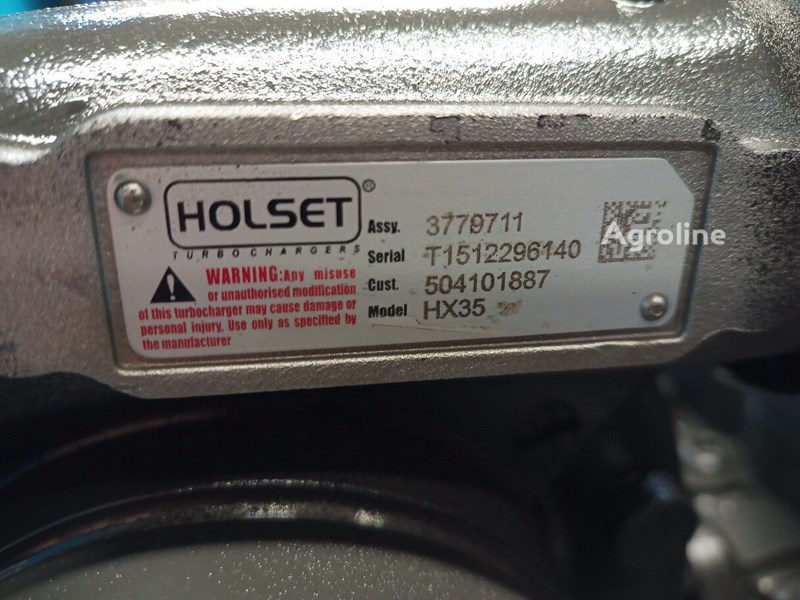 HOLSET®
TURBOCHARGERS
WARNING: Any misuse
or unauthorised modification
of this turbocharger may cause damage or
personal injury. Use only as specified by
the manufacturer
Assy. 3779711
Serial T1512296140
Cust. 504101887
Model HX35
Agroline